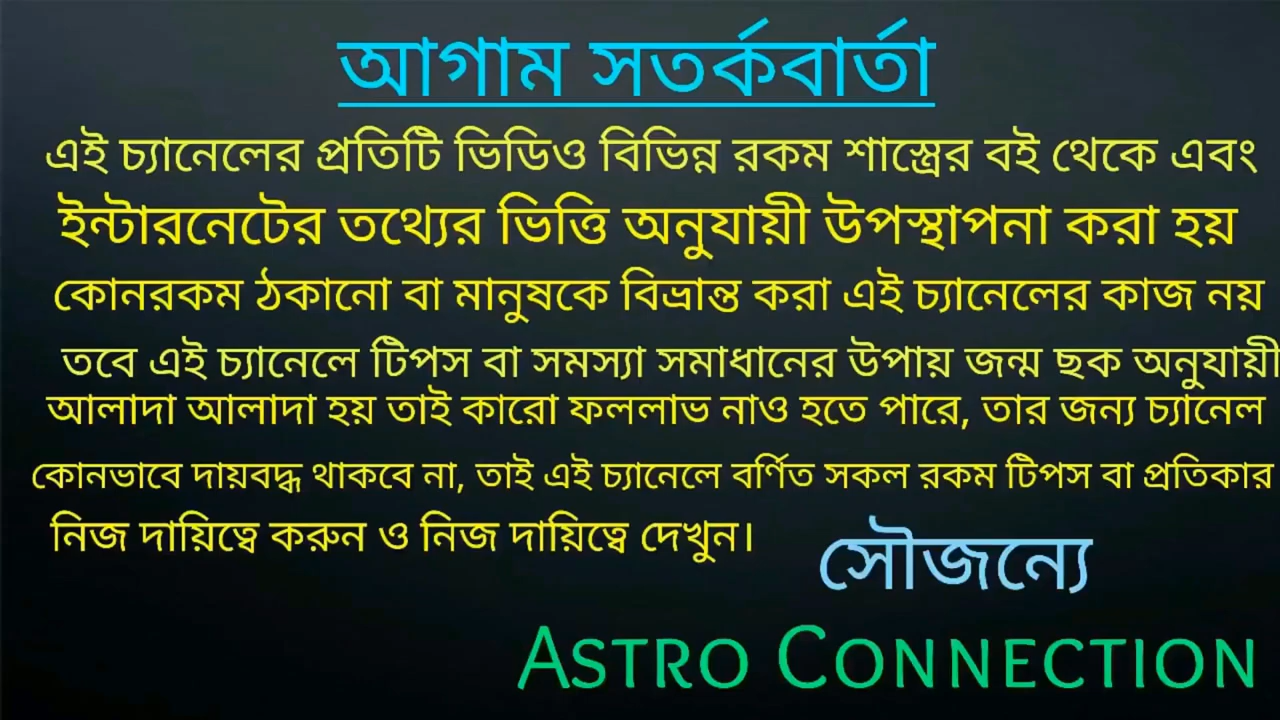 আগাম সতর্কবার্তা
এই চ্যানেলের প্রতিটি ভিডিও বিভিন্ন রকম শাস্ত্রের বই থেকে এবং
ইন্টারনেটের তথ্যের ভিত্তি অনুযায়ী উপস্থাপনা করা হয়
কোনরকম ঠকানো বা মানুষকে বিভ্রান্ত করা এই চ্যানেলের কাজ নয়
তবে এই চ্যানেলে টিপস বা সমস্যা সমাধানের উপায় জন্ম ছক অনুযায়ী
আলাদা আলাদা হয় তাই কারো ফললাভ নাও হতে পারে, তার জন্য চ্যানেল
কোনভাবে দায়বদ্ধ থাকবে না, তাই এই চ্যানেলে বর্ণিত সকল রকম টিপস বা প্রতিকার
নিজ দায়িত্বে করুন ও নিজ দায়িত্বে দেখুন।
সৌজন্যে
ASTRO CONNECTION